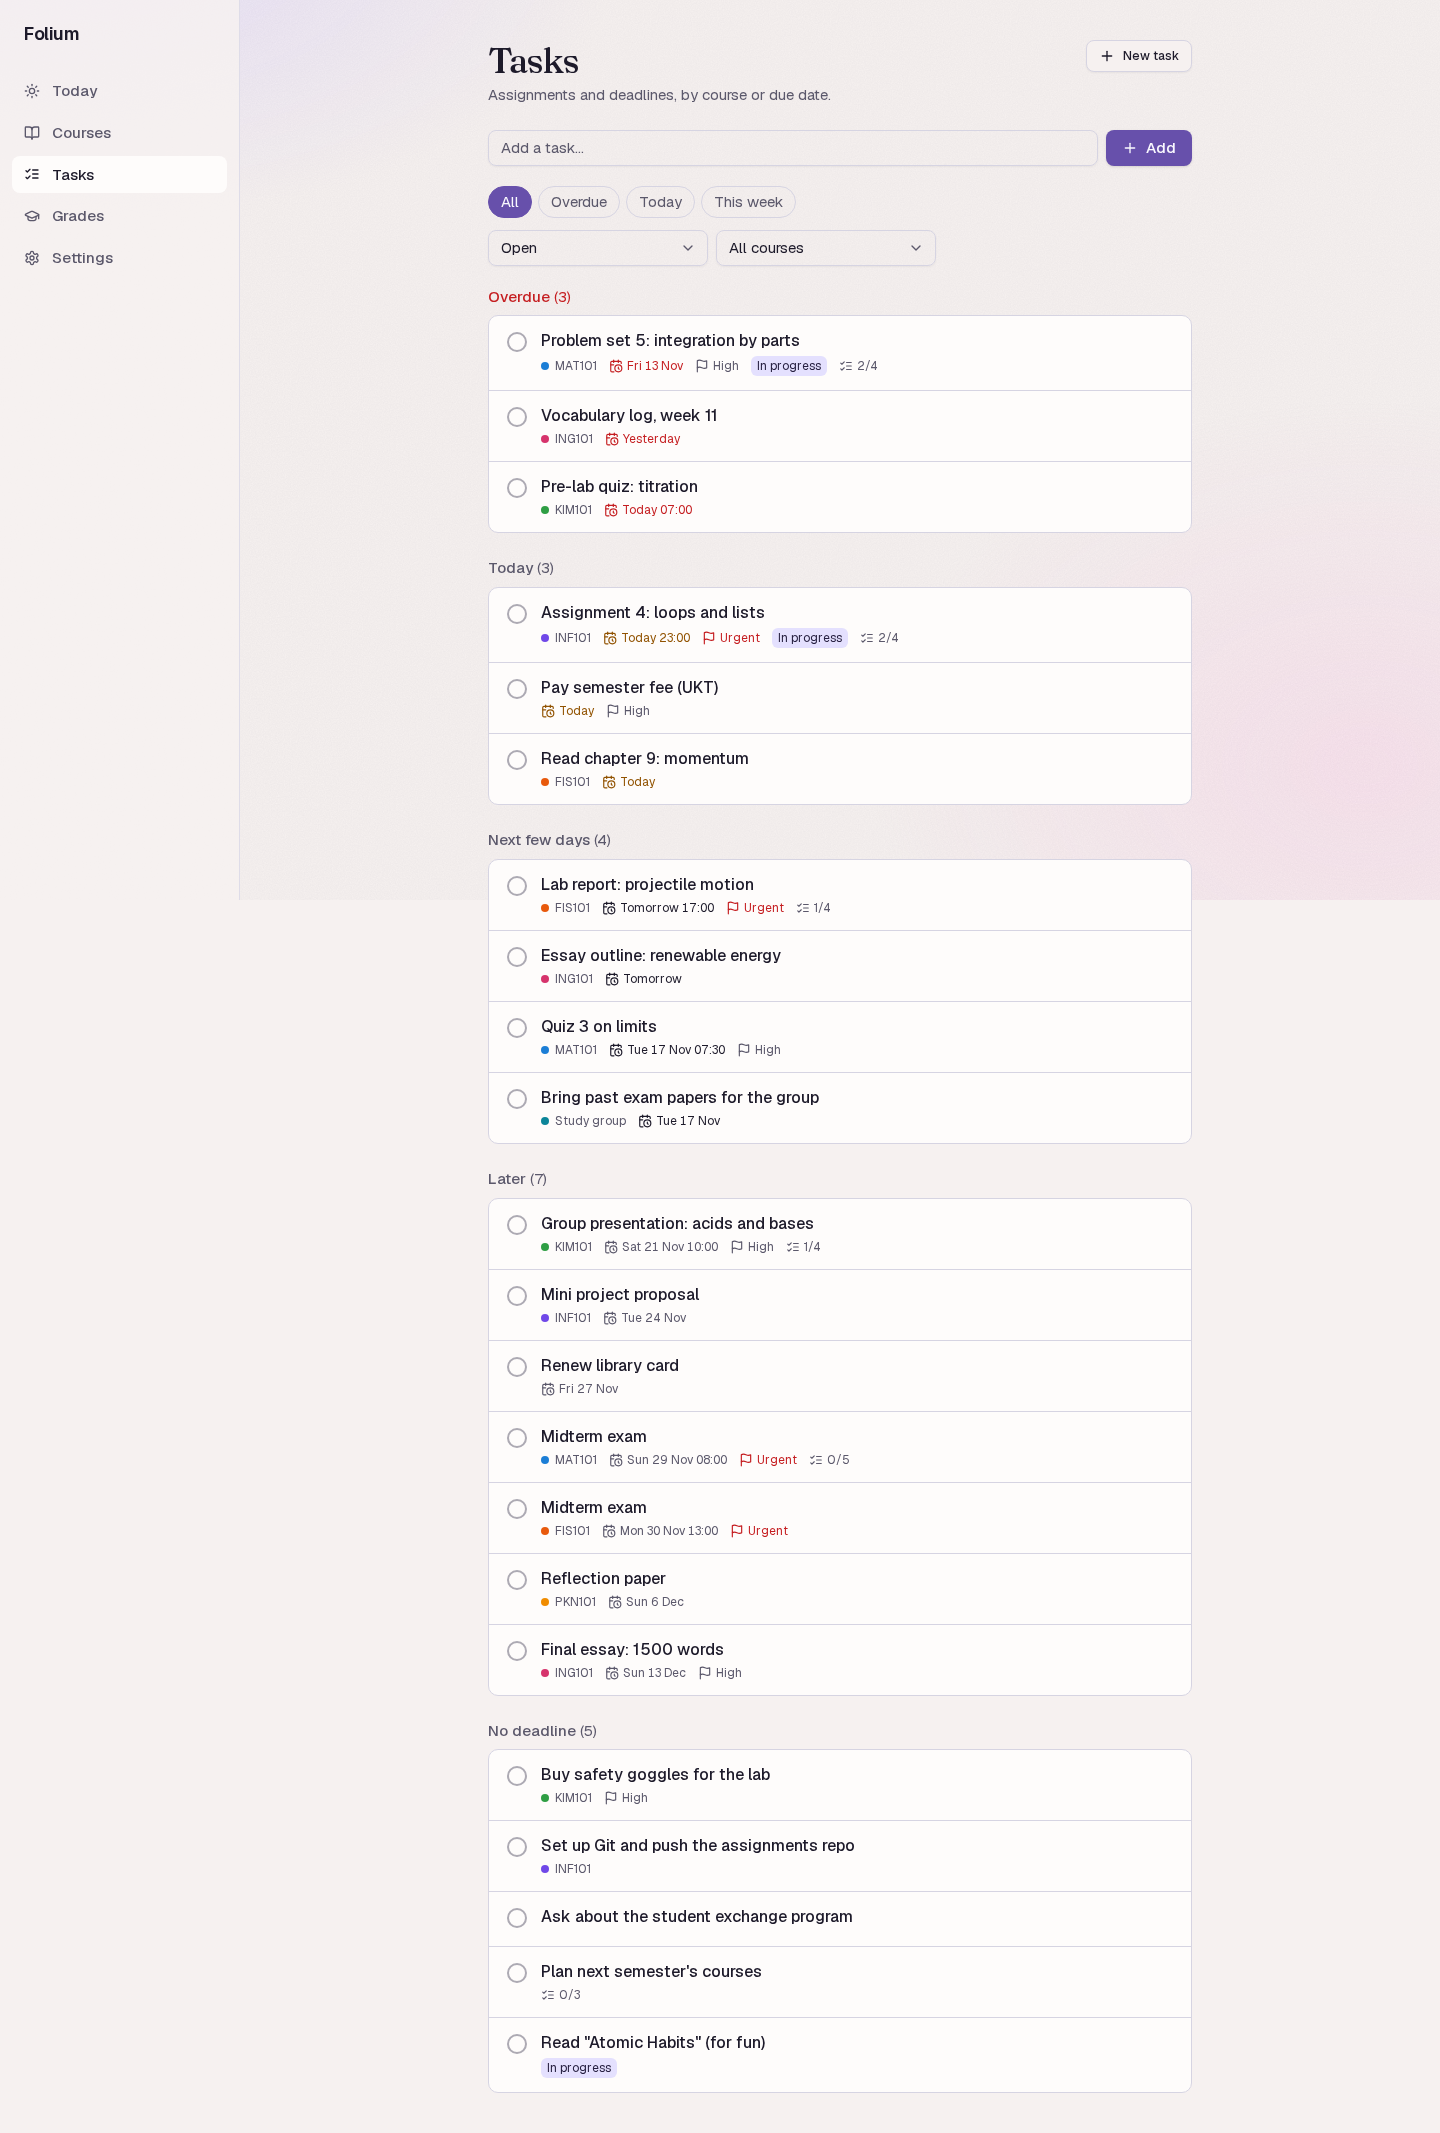 Folium
Today
Courses
Tasks
Grades
Settings
Tasks
New task
Assignments and deadlines, by course or due date.
Add a task...
Add
All Overdue Today This week
Open All courses
Overdue (3)
Problem set 5: integration by parts
MAT101 Fri 13 Nov High In progress 2/4
Vocabulary log, week 11
ING101 Yesterday
Pre-lab quiz: titration
KIM101 Today 07:00
Today (3)
Assignment 4: loops and lists
INF101 Today 23:00 Urgent In progress 2/4
Pay semester fee (UKT)
Today High
Read chapter 9: momentum
FIS101 Today
Next few days (4)
Lab report: projectile motion
FIS101 Tomorrow 17:00 Urgent 1/4
Essay outline: renewable energy
ING101 Tomorrow
Quiz 3 on limits
MAT101 Tue 17 Nov 07:30 High
Bring past exam papers for the group
Study group Tue 17 Nov
Later (7)
Group presentation: acids and bases
KIM101 Sat 21 Nov 10:00 High 1/4
Mini project proposal
INF101 Tue 24 Nov
Renew library card
Fri 27 Nov
Midterm exam
MAT101 Sun 29 Nov 08:00 Urgent 0/5
Midterm exam
FIS101 Mon 30 Nov 13:00 Urgent
Reflection paper
PKN101 Sun 6 Dec
Final essay: 1500 words
ING101 Sun 13 Dec High
No deadline (5)
Buy safety goggles for the lab
KIM101 High
Set up Git and push the assignments repo
INF101
Ask about the student exchange program
Plan next semester's courses
0/3
Read "Atomic Habits" (for fun)
In progress